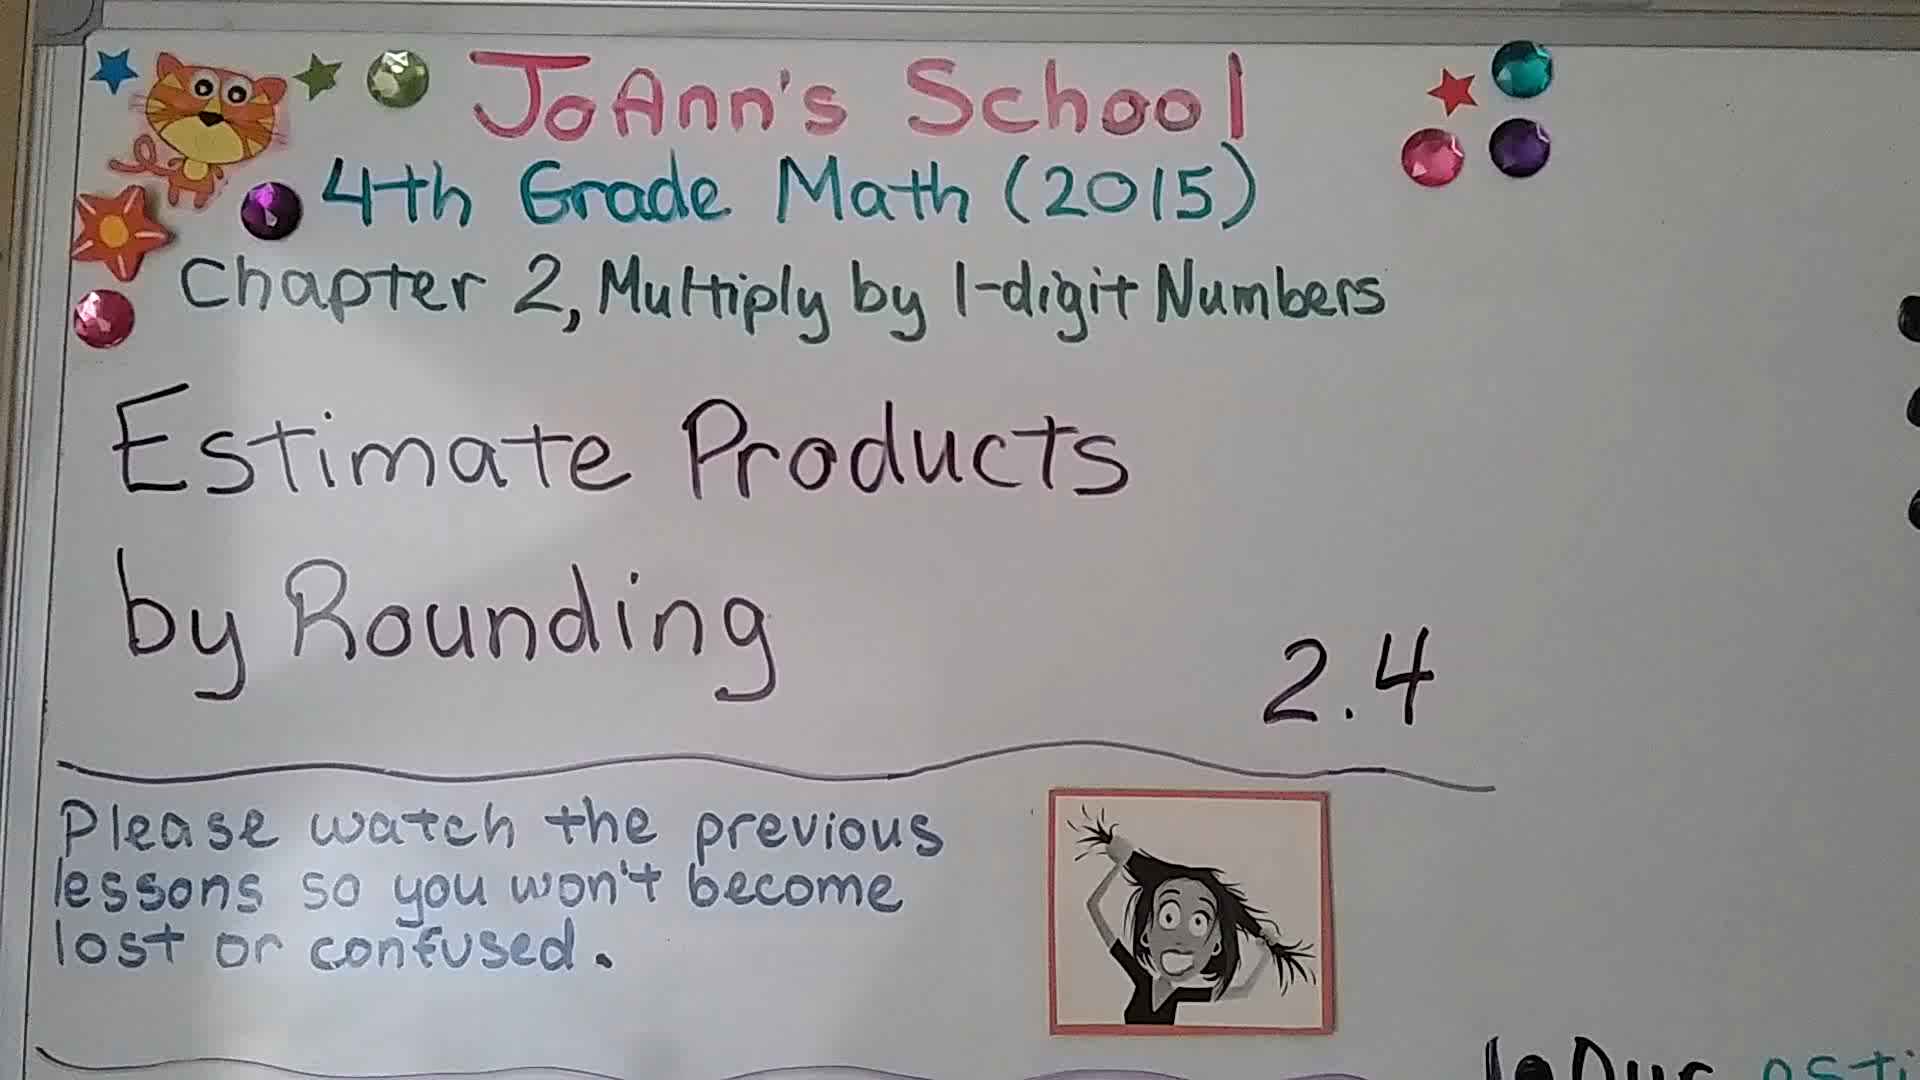 JoAnn's School
4th Grade Math (2015)
Chapter 2, Multiply by 1-digit Numbers
Estimate Products
by Rounding
2.4
Please watch the previous
lessons so you won't become
lost or confused.